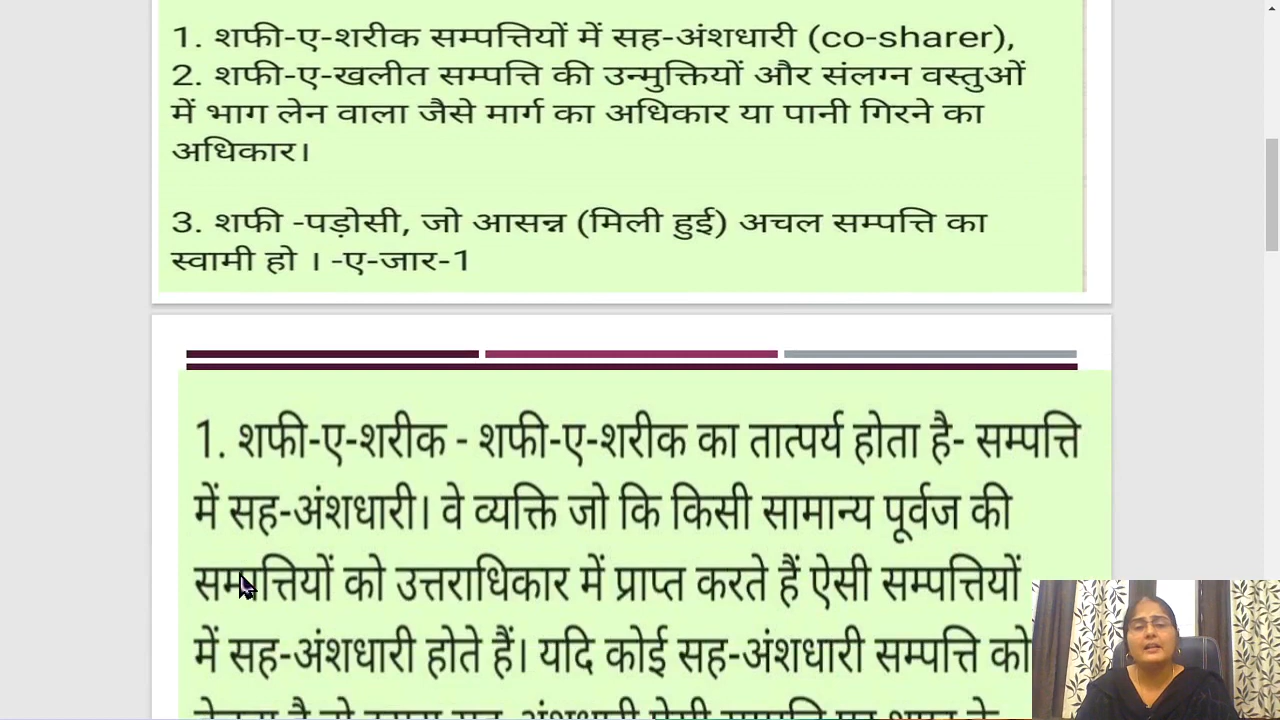 1. शफी-ए-शरीक सम्पत्तियों में सह-अंशधारी (co-sharer),
2. शफी-ए-खलीत सम्पत्ति की उन्मुक्तियों और संलग्न वस्तुओं
में भाग लेन वाला जैसे मार्ग का अधिकार या पानी गिरने का
अधिकार।
3. शफी -पड़ोसी, जो आसन्न (मिली हुई) अचल सम्पत्ति का
स्वामी हो । -ए-जार-1
1. शफी-ए-शरीक - शफी-ए-शरीक का तात्पर्य होता है- सम्पत्ति
में सह-अंशधारी। वे व्यक्ति जो कि किसी सामान्य पूर्वज की
सम्पत्तियों को उत्तराधिकार में प्राप्त करते हैं ऐसी सम्पत्तियों
में सह-अंशधारी होते हैं। यदि कोई सह-अंशधारी सम्पत्ति को